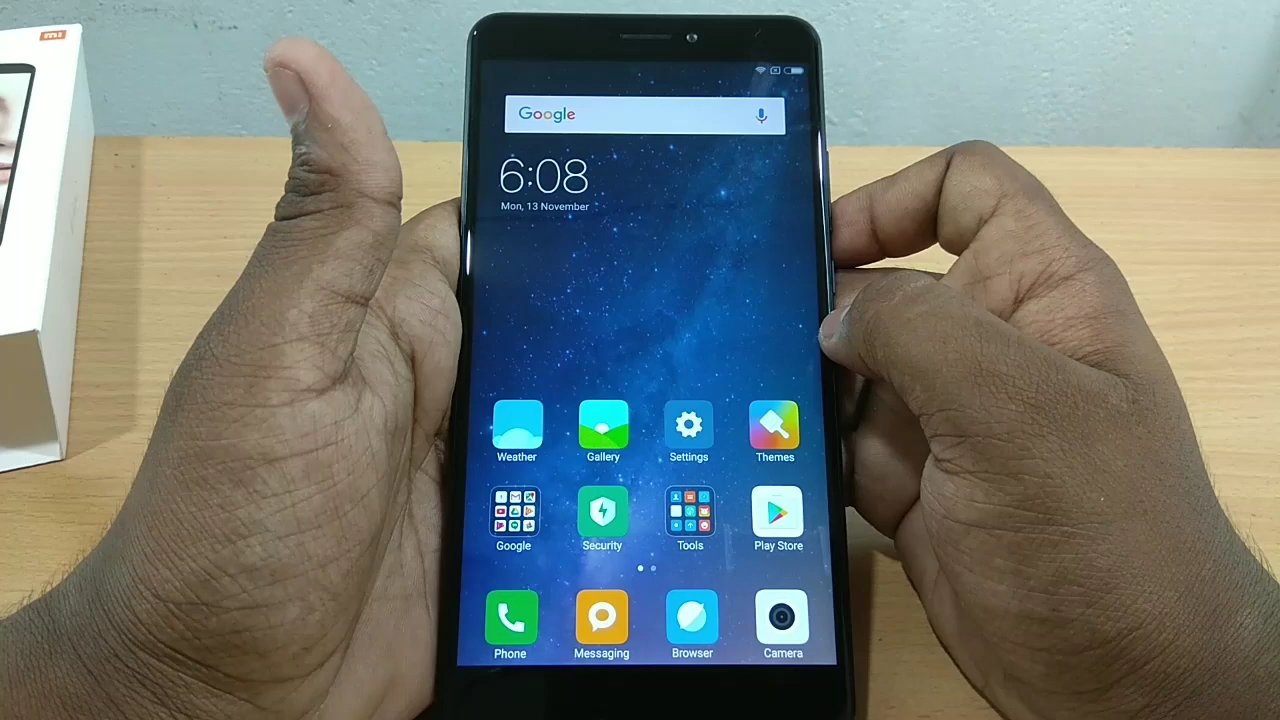 mi
Google
6:08
Mon, 13 November
Weather Gallery Settings Themes
Google Security Tools Play Store
Phone Messaging Browser Camera